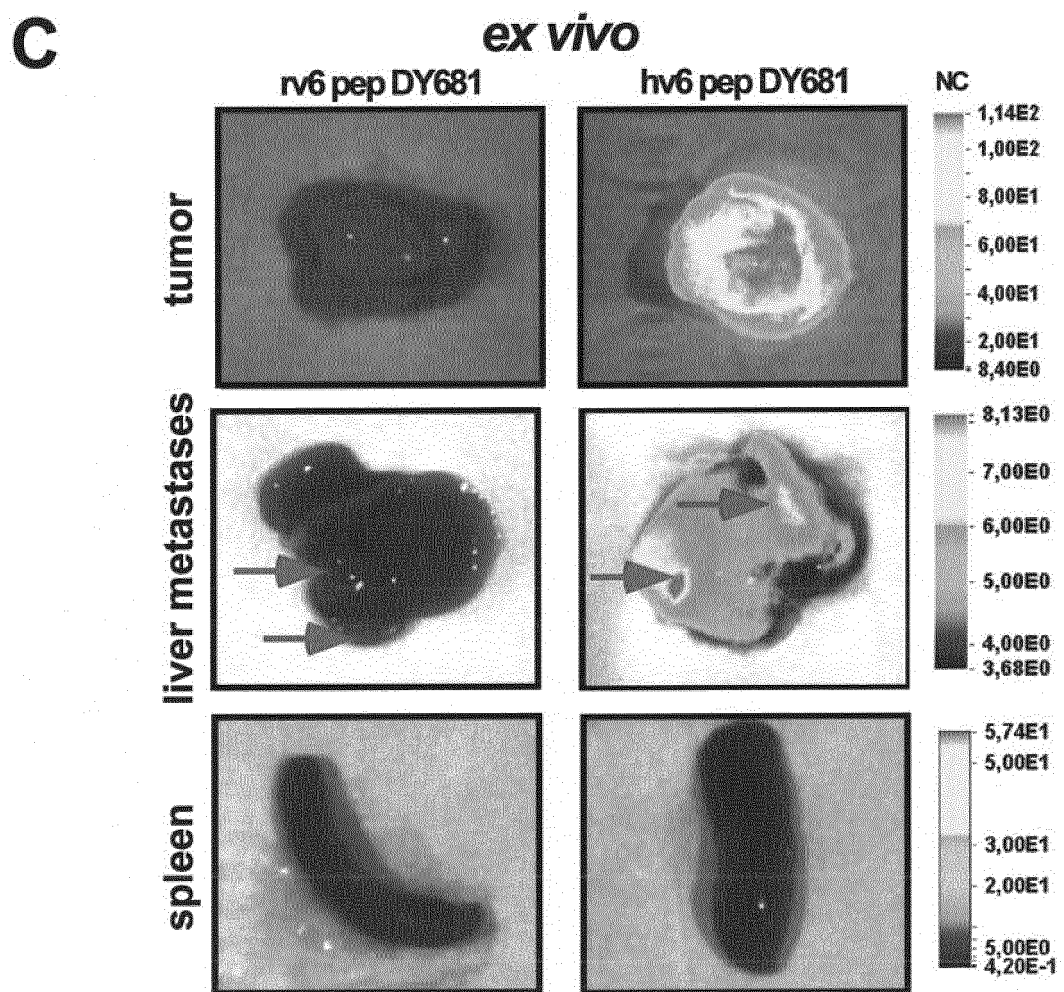 C
ex vivo
rv6 pep DY681
hv6 pep DY681
NC
tumor
1,14E2
1,00E2
8,00E1
6,00E1
4,00E1
2,00E1
8,40E0
liver metastases
8,13E0
7,00E0
6,00E0
5,00E0
4,00E0
3,68E0
spleen
5,74E1
5,00E1
3,00E1
2,00E1
5,00E0
4,20E-1